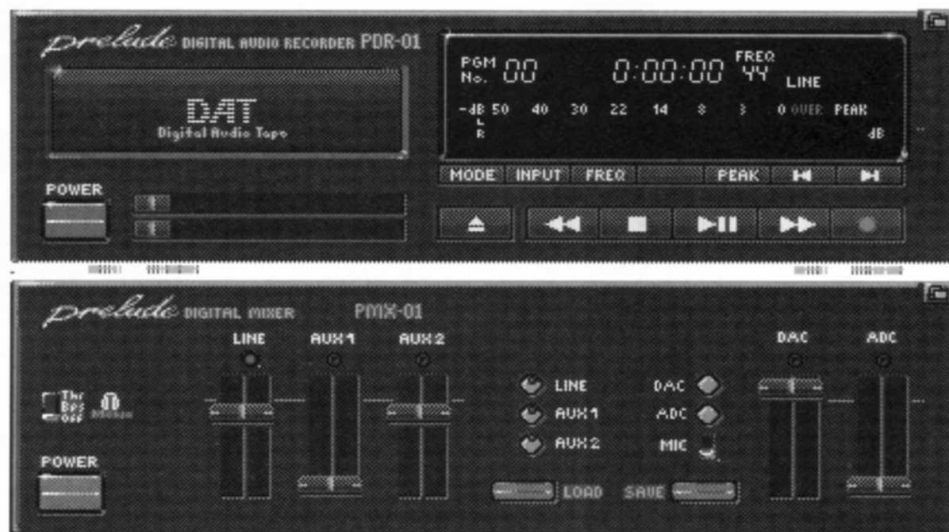 prelude DIGITAL AUDIO RECORDER PDR-01
DAT
Digital Audio Tape
POWER
PGM No. 00 0:00:00 FREQ 44 LINE
-dB 50 40 30 22 14 8 3 0 OVER PEAK
L
R
dB
MODE INPUT FREQ PEAK
prelude DIGITAL MIXER PMX-01
LINE AUX1 AUX2
DAC ADC
Thr
Bps
Off
POWER
LINE
AUX1
AUX2
DAC
ADC
MIC
LOAD SAVE